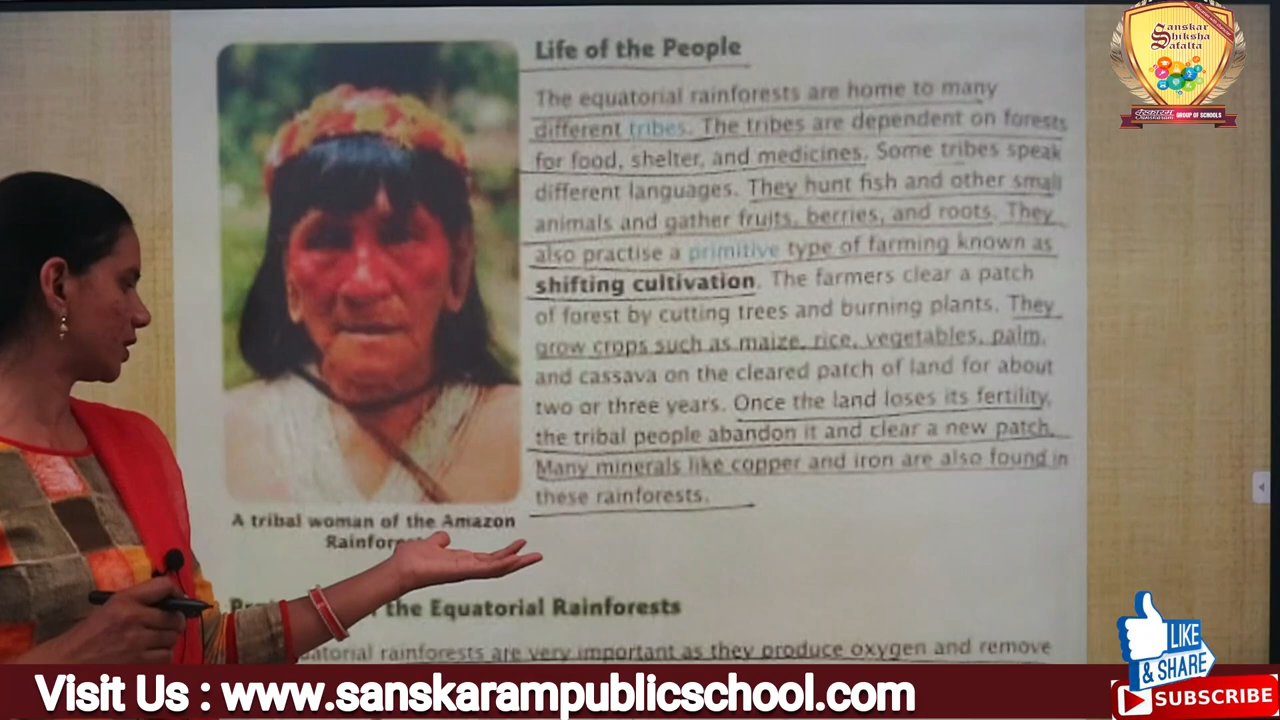 Life of the People
The equatorial rainforests are home to many
different tribes. The tribes are dependent on forests
for food, shelter, and medicines. Some tribes speak
different languages. They hunt fish and other small
animals and gather fruits, berries, and roots. They
also practise a primitive type of farming known as
shifting cultivation. The farmers clear a patch
of forest by cutting trees and burning plants. They
grow crops such as maize, rice, vegetables, palm,
and cassava on the cleared patch of land for about
two or three years. Once the land loses its fertility,
the tribal people abandon it and clear a new patch.
Many minerals like copper and iron are also found in
these rainforests.
A tribal woman of the Amazon
the Equatorial Rainforests
rainforests are very important as they produce oxygen and remove
Sanskar
Shiksha
Safalta
GROUP OF SCHOOLS
LIKE
& SHARE
SUBSCRIBE
Visit Us : www.sanskarampublicschool.com